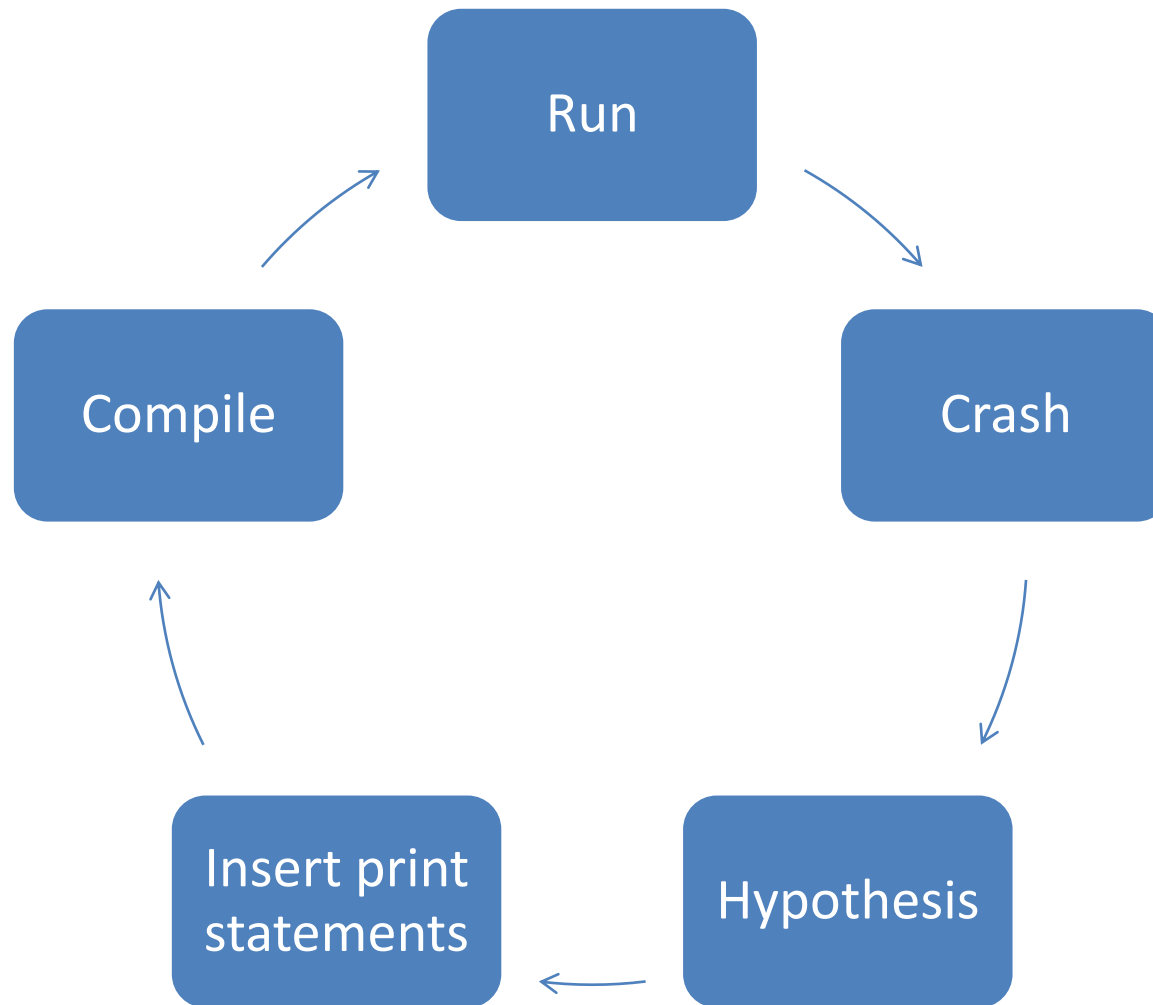 Run
Crash
Hypothesis
Insert print
statements
Compile